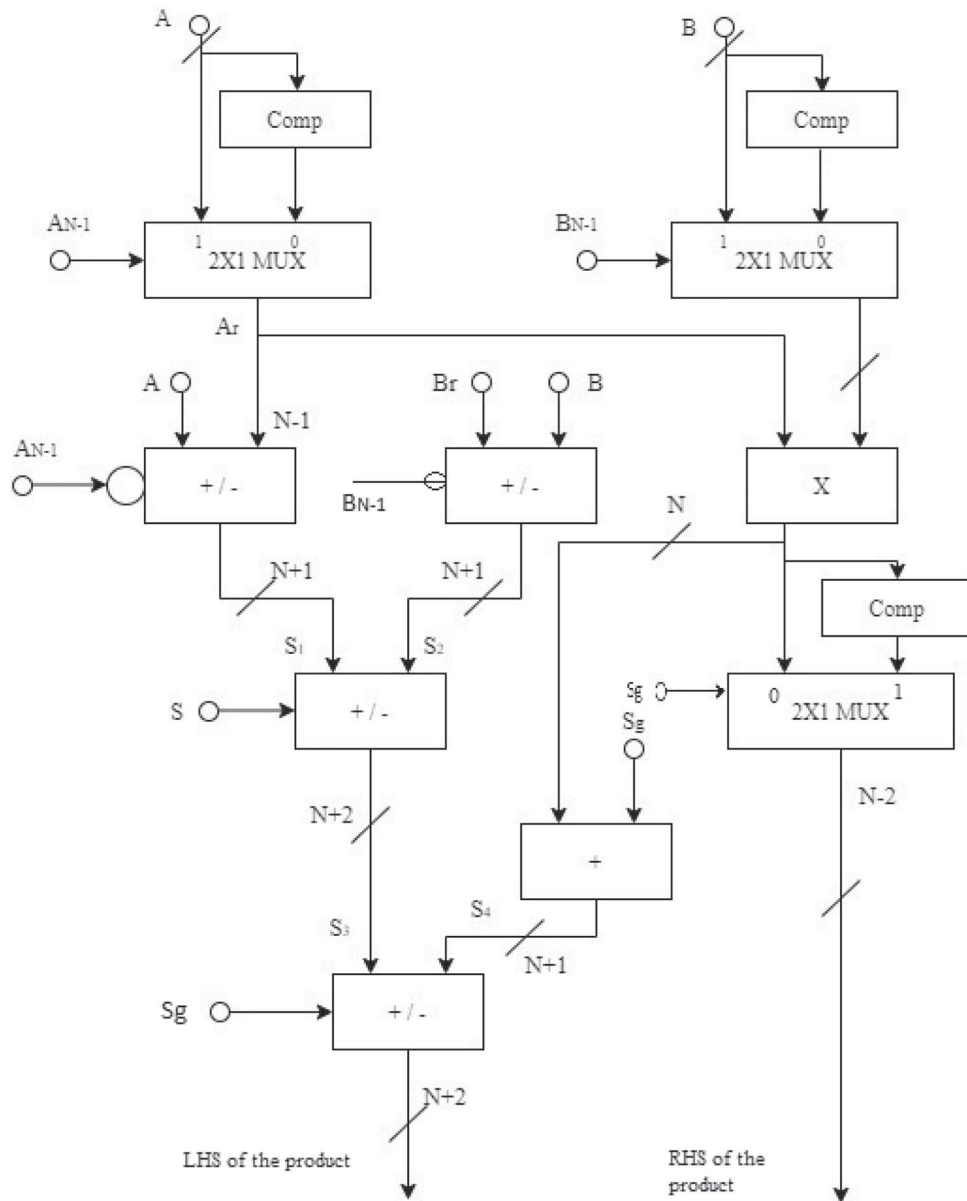 A
B
Comp
Comp
AN-1
1 0
2X1 MUX
BN-1
1 0
2X1 MUX
Ar
A
Br
B
N-1
AN-1
+ / -
BN-1
+ / -
X
N
N+1
N+1
Comp
S1
S2
Sg
0 1
2X1 MUX
S
+ / -
Sg
N+2
N-2
+
S3
S4
N+1
Sg
+ / -
N+2
LHS of the product
RHS of the
product